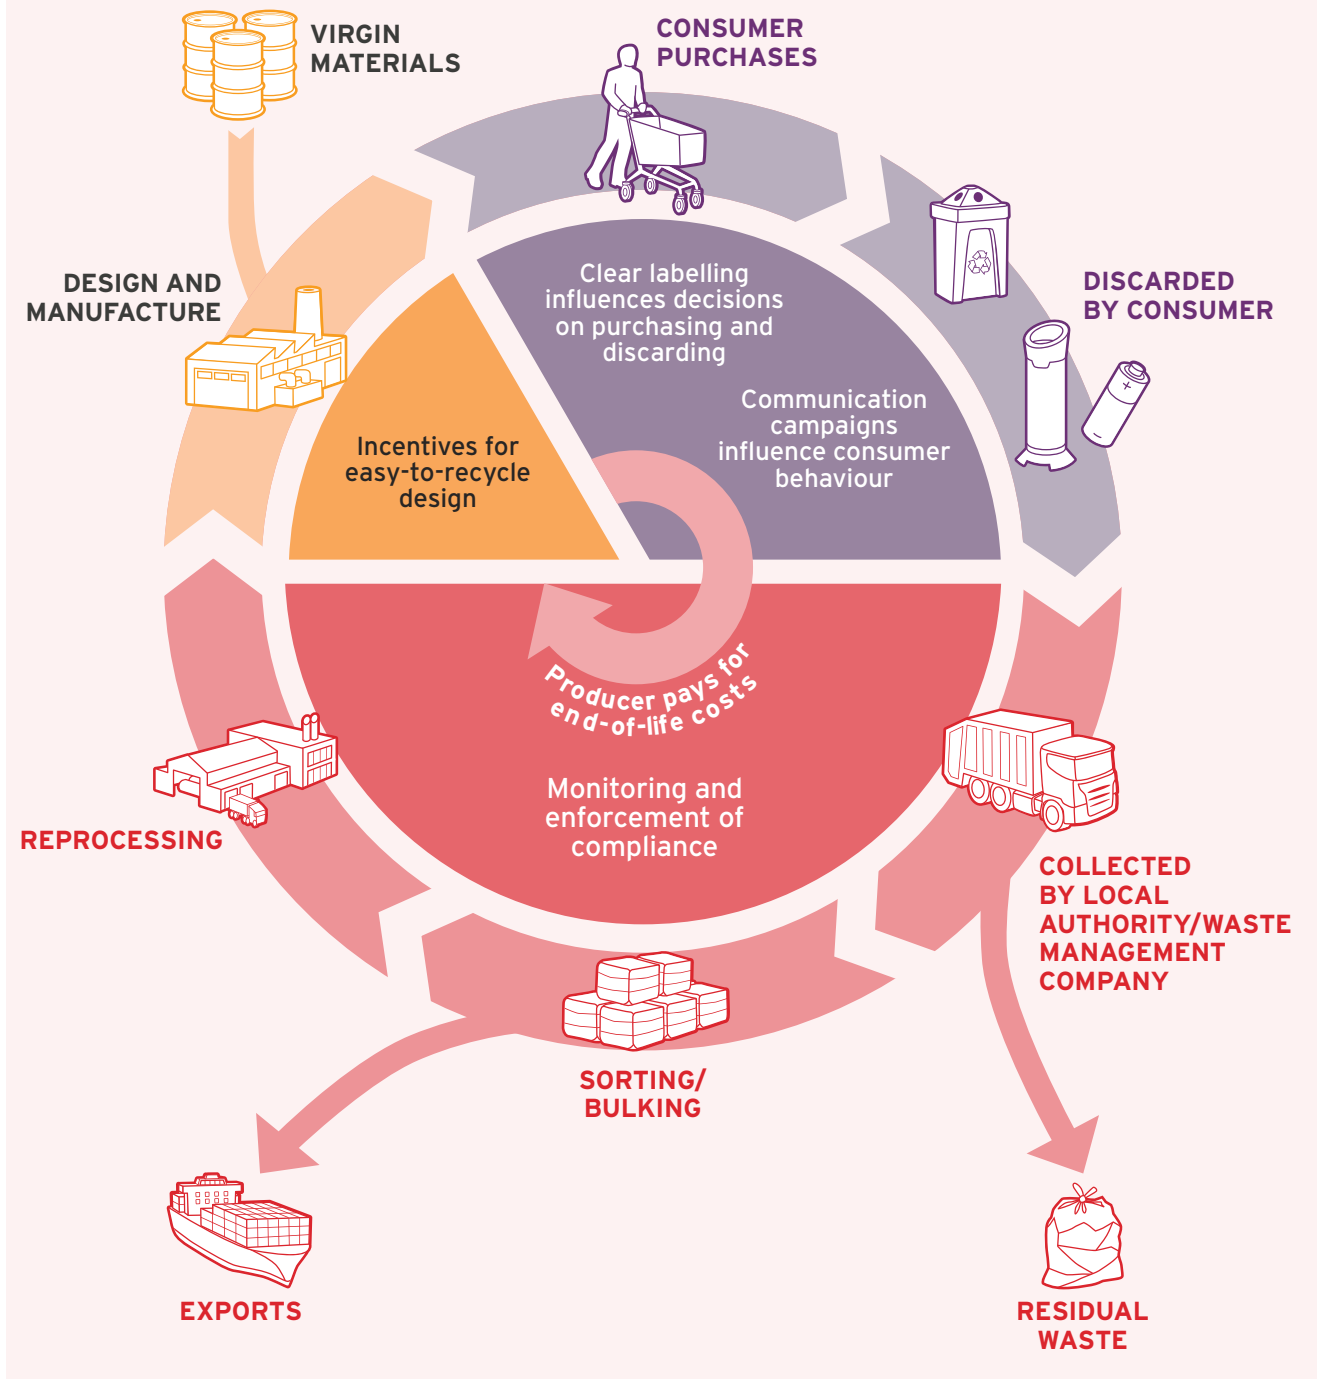 VIRGIN
MATERIALS
CONSUMER
PURCHASES
DESIGN AND
MANUFACTURE
DISCARDED
BY CONSUMER
Clear labelling
influences decisions
on purchasing and
discarding
Communication
campaigns
influence consumer
behaviour
Incentives for
easy-to-recycle
design
Producer pays for
end-of-life costs
Monitoring and
enforcement of
compliance
REPROCESSING
COLLECTED
BY LOCAL
AUTHORITY/WASTE
MANAGEMENT
COMPANY
SORTING/
BULKING
EXPORTS
RESIDUAL
WASTE